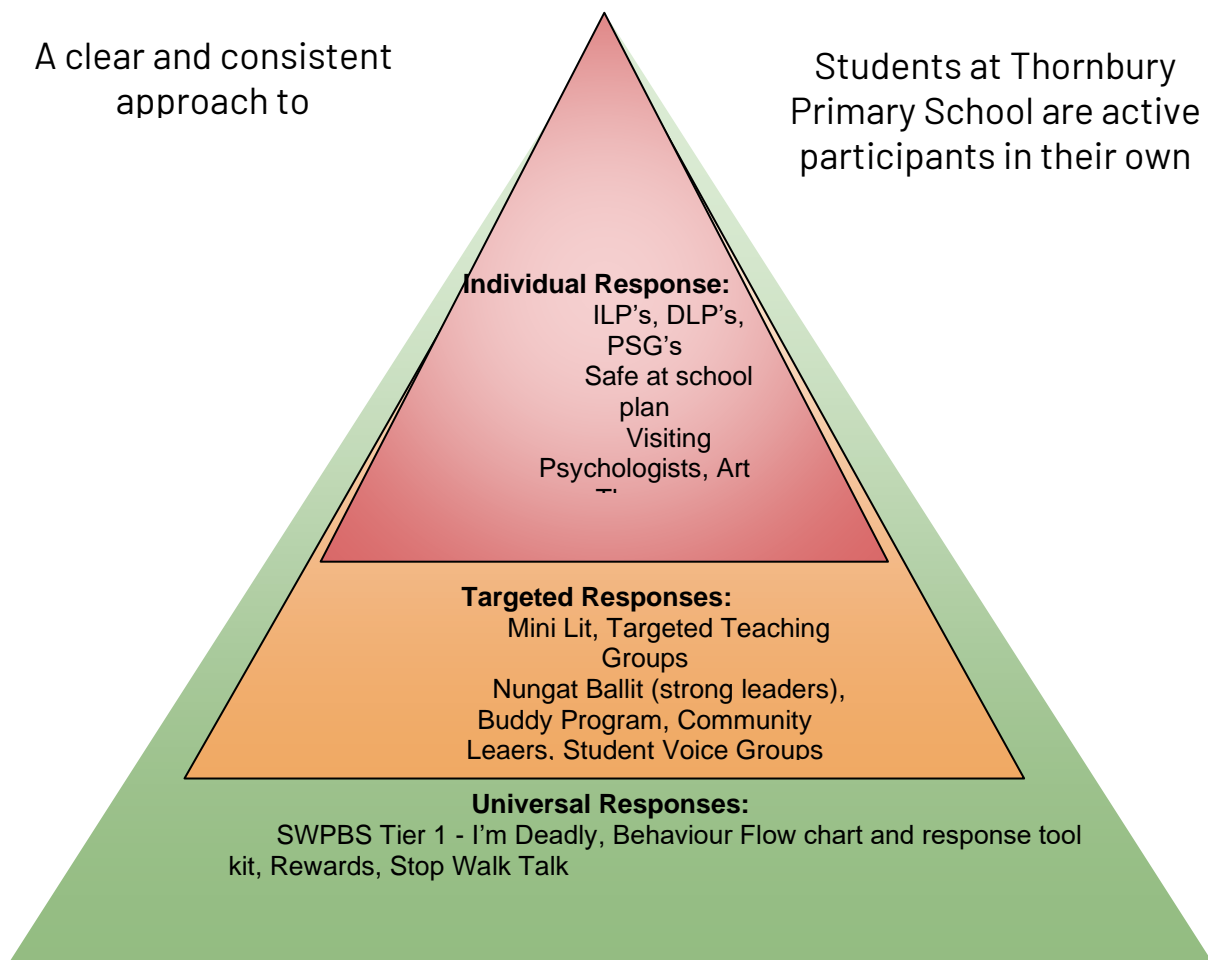 A clear and consistent
approach to
Students at Thornbury
Primary School are active
participants in their own
Individual Response:
ILP’s, DLP’s,
PSG’s
Safe at school
plan
Visiting
Psychologists, Art
Targeted Responses:
Mini Lit, Targeted Teaching
Groups
Nungat Ballit (strong leaders),
Buddy Program, Community
Leaers, Student Voice Groups
Universal Responses:
SWPBS Tier 1 - I’m Deadly, Behaviour Flow chart and response tool
kit, Rewards, Stop Walk Talk